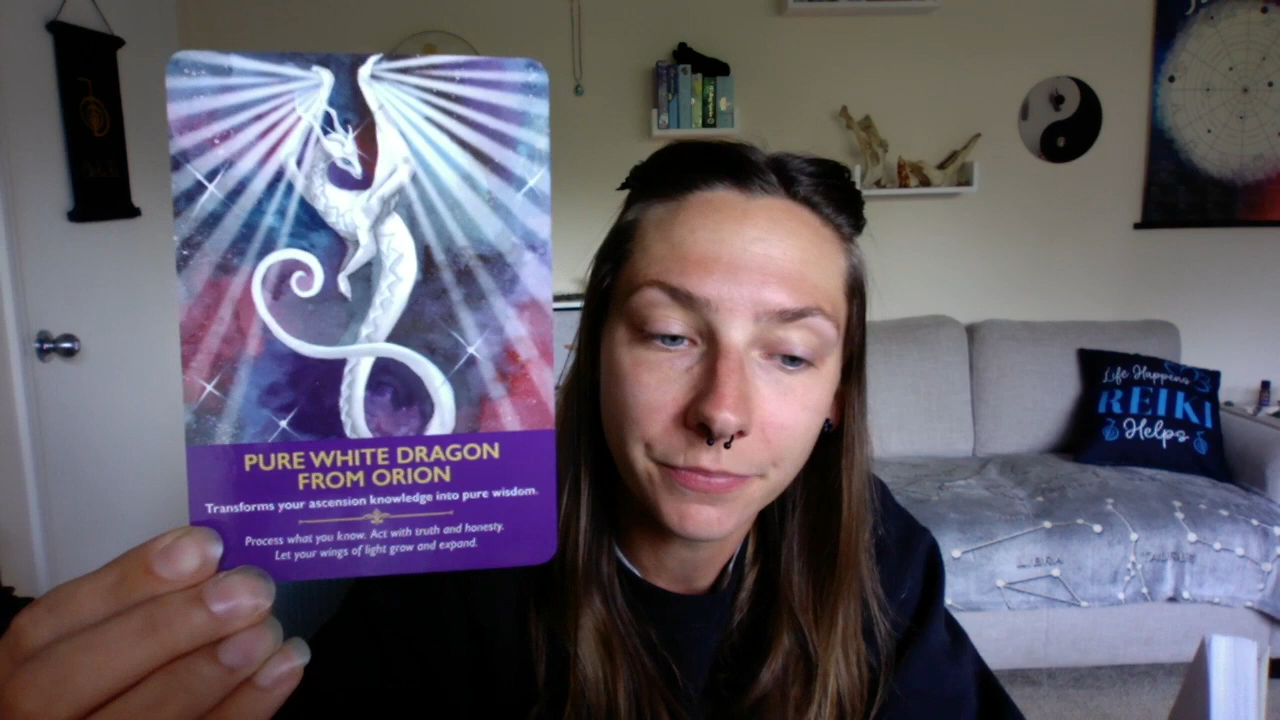 PURE WHITE DRAGON
FROM ORION
Transforms your ascension knowledge into pure wisdom.
Process what you know. Act with truth and honesty.
Let your wings of light grow and expand.
Life Happens
REIKI
Helps
LIBRA
TAURUS